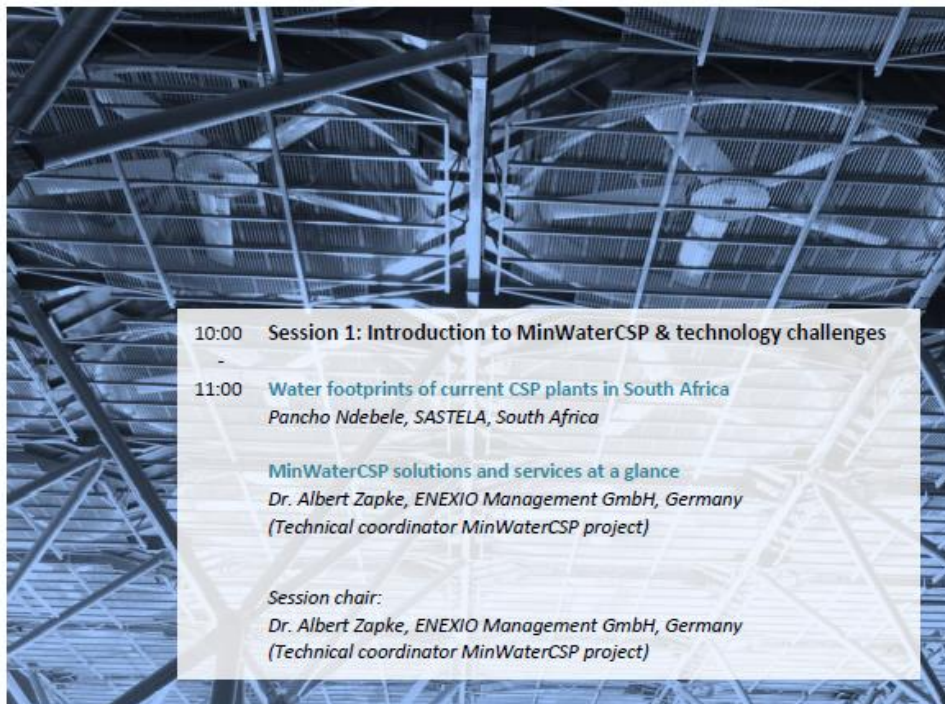 10:00 Session 1: Introduction to MinWaterCSP & technology challenges
-
11:00 Water footprints of current CSP plants in South Africa
Pancho Ndebele, SASTELA, South Africa
MinWaterCSP solutions and services at a glance
Dr. Albert Zapke, ENEXIO Management GmbH, Germany
(Technical coordinator MinWaterCSP project)
Session chair:
Dr. Albert Zapke, ENEXIO Management GmbH, Germany
(Technical coordinator MinWaterCSP project)